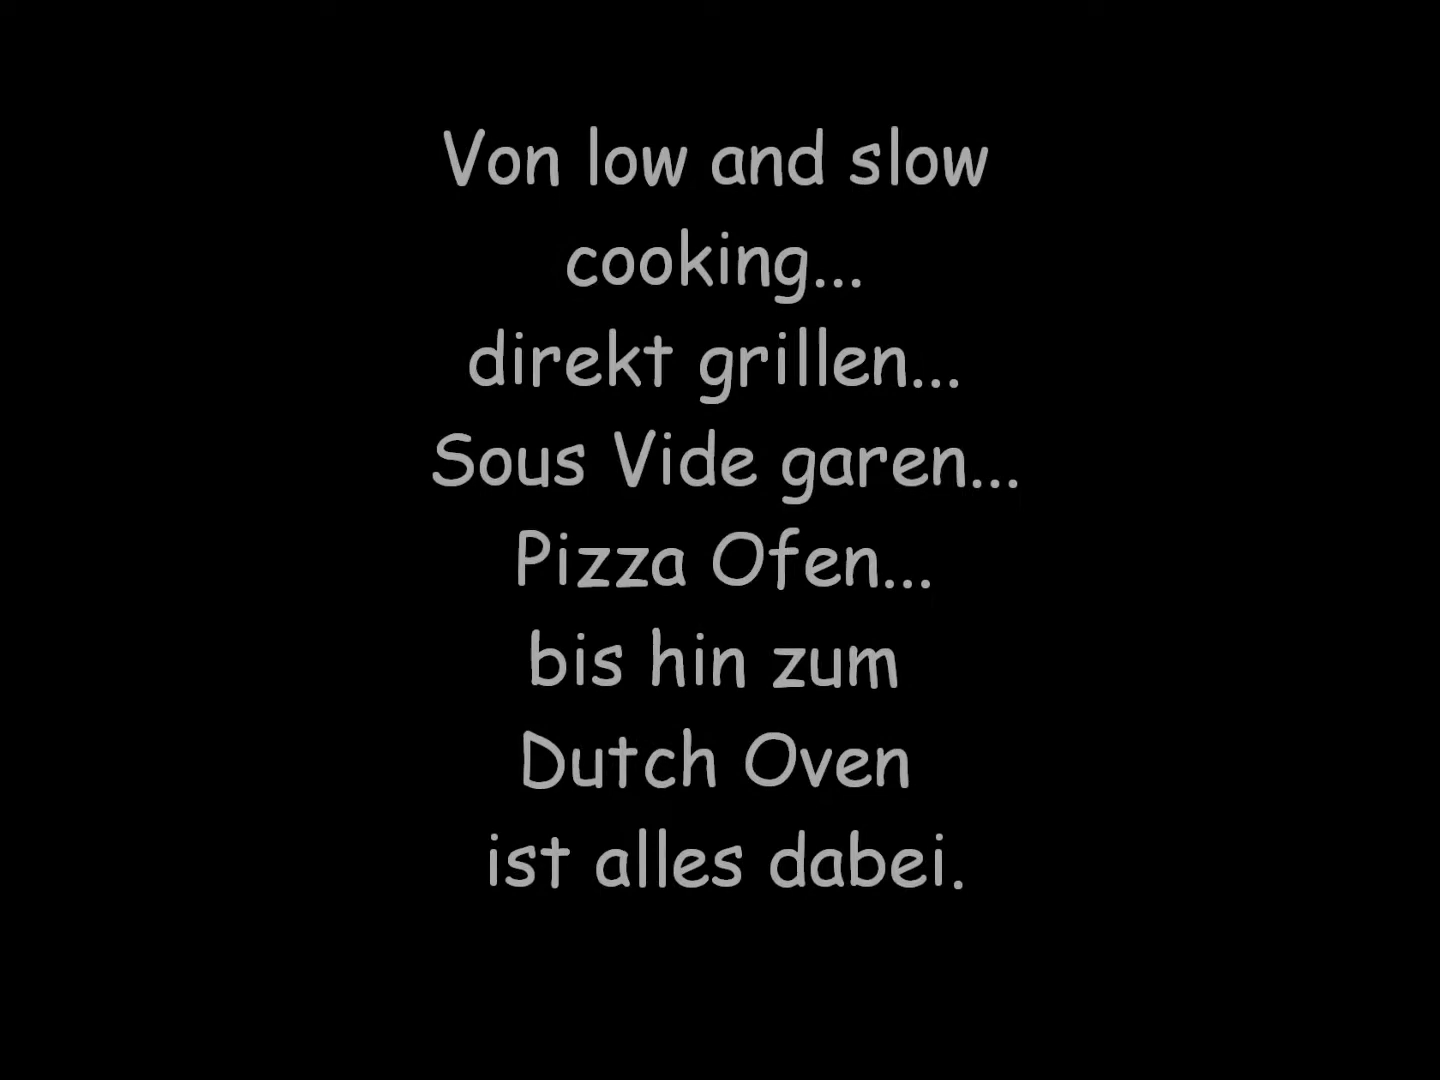 Von low and slow
cooking...
direkt grillen...
Sous Vide garen...
Pizza Ofen...
bis hin zum
Dutch Oven
ist alles dabei.